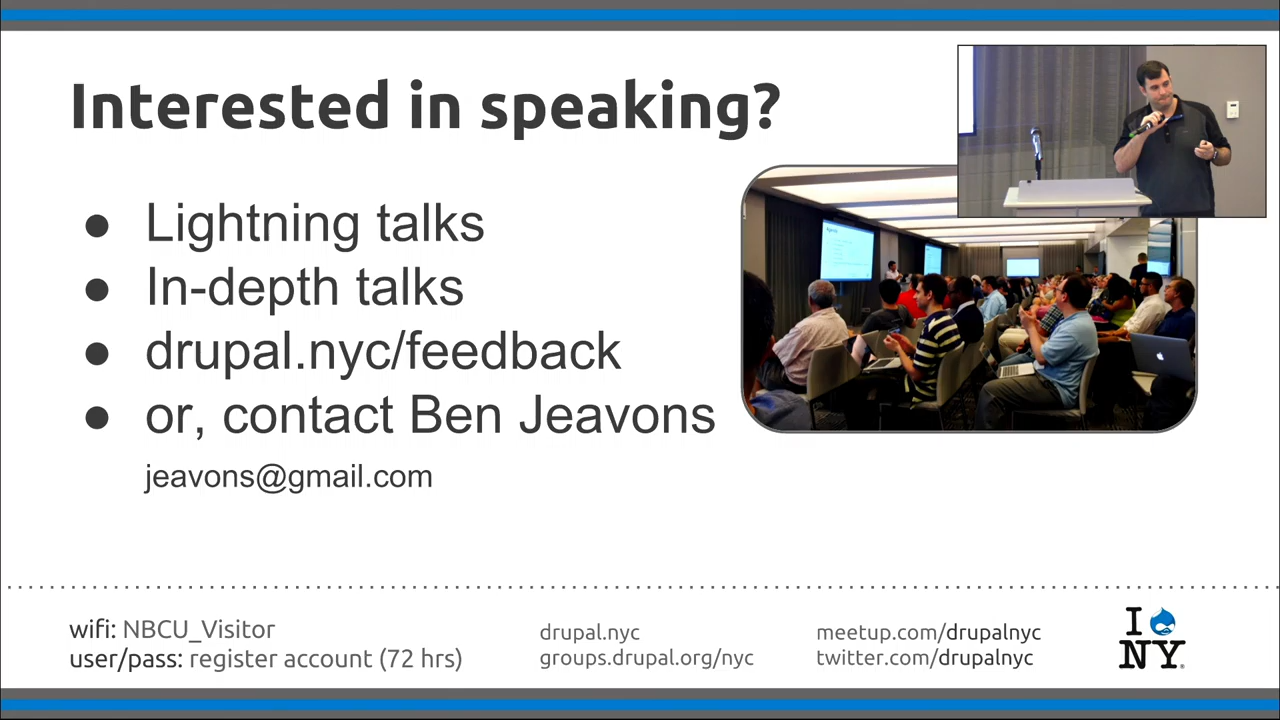 Interested in speaking?
● Lightning talks
● In-depth talks
● drupal.nyc/feedback
● or, contact Ben Jeavons
jeavons@gmail.com
wifi: NBCU_Visitor
user/pass: register account (72 hrs)
drupal.nyc
groups.drupal.org/nyc
meetup.com/drupalnyc
twitter.com/drupalnyc
I
NY®